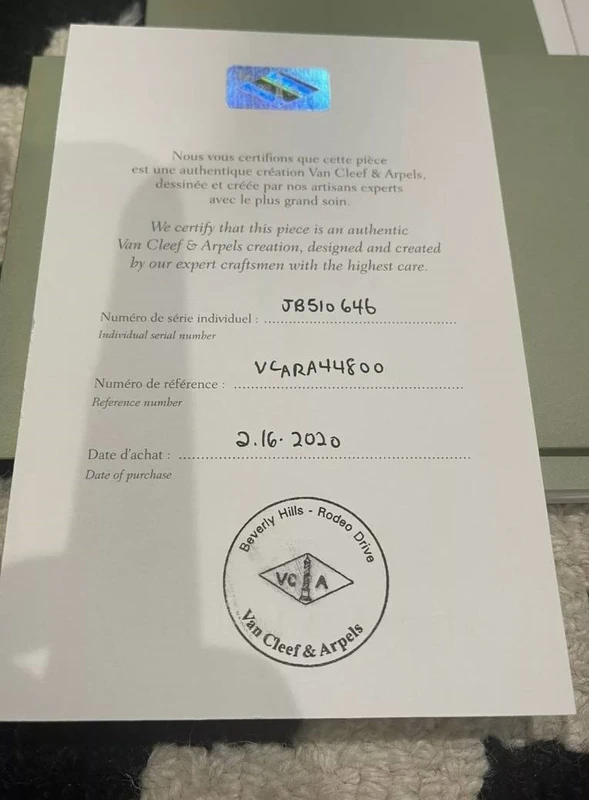 Nous vous certifions que cette pièce
est une authentique création Van Cleef & Arpels,
dessinée et créée par nos artisans experts
avec le plus grand soin.
We certify that this piece is an authentic
Van Cleef & Arpels creation, designed and created
by our expert craftsmen with the highest care.
Numéro de série individuel : JB510646
Individual serial number
Numéro de référence : VCARA44800
Reference number
Date d'achat : 2.16.2020
Date of purchase
Beverly Hills - Rodeo Drive
VC A
Van Cleef & Arpels